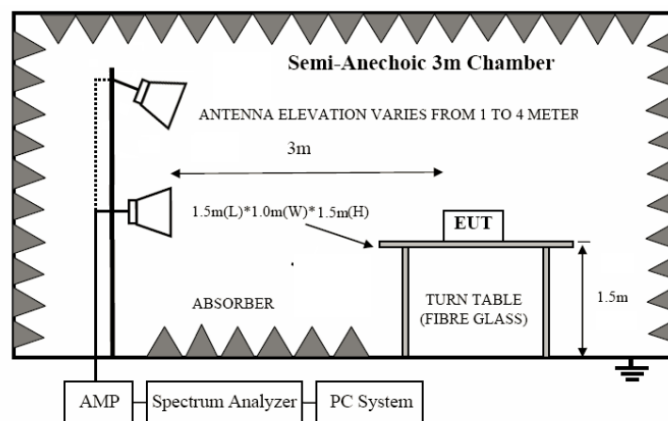 Semi-Anechoic 3m Chamber
ANTENNA ELEVATION VARIES FROM 1 TO 4 METER
3m
1.5m(L)*1.0m(W)*1.5m(H)
EUT
ABSORBER
TURN TABLE
(FIBRE GLASS)
1.5m
AMP
Spectrum Analyzer
PC System